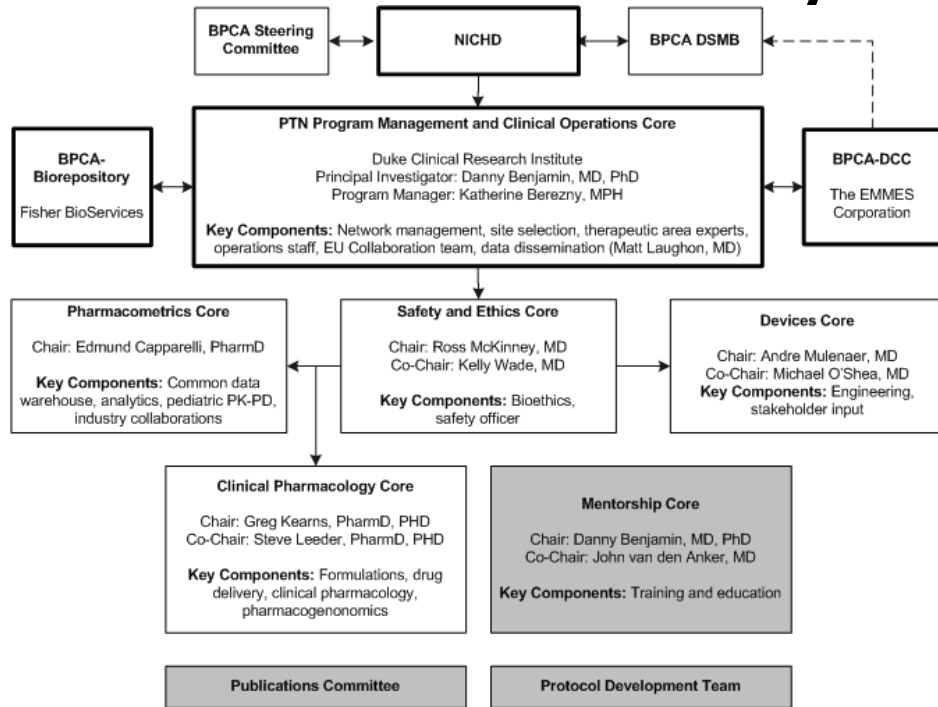 BPCA Steering
Committee
NICHD
BPCA DSMB
PTN Program Management and Clinical Operations Core
Duke Clinical Research Institute
Principal Investigator: Danny Benjamin, MD, PhD
Program Manager: Katherine Berezny, MPH
Key Components: Network management, site selection, therapeutic area experts,
operations staff, EU Collaboration team, data dissemination (Matt Laughon, MD)
BPCA-
Biorepository
Fisher BioServices
BPCA-DCC
The EMMES
Corporation
Pharmacometrics Core
Chair: Edmund Capparelli, PharmD
Key Components: Common data
warehouse, analytics, pediatric PK-PD,
industry collaborations
Safety and Ethics Core
Chair: Ross McKinney, MD
Co-Chair: Kelly Wade, MD
Key Components: Bioethics,
safety officer
Devices Core
Chair: Andre Mulenaer, MD
Co-Chair: Michael O'Shea, MD
Key Components: Engineering,
stakeholder input
Clinical Pharmacology Core
Chair: Greg Kearns, PharmD, PHD
Co-Chair: Steve Leeder, PharmD, PHD
Key Components: Formulations, drug
delivery, clinical pharmacology,
pharmacogenonomics
Mentorship Core
Chair: Danny Benjamin, MD, PhD
Co-Chair: John van den Anker, MD
Key Components: Training and education
Publications Committee
Protocol Development Team